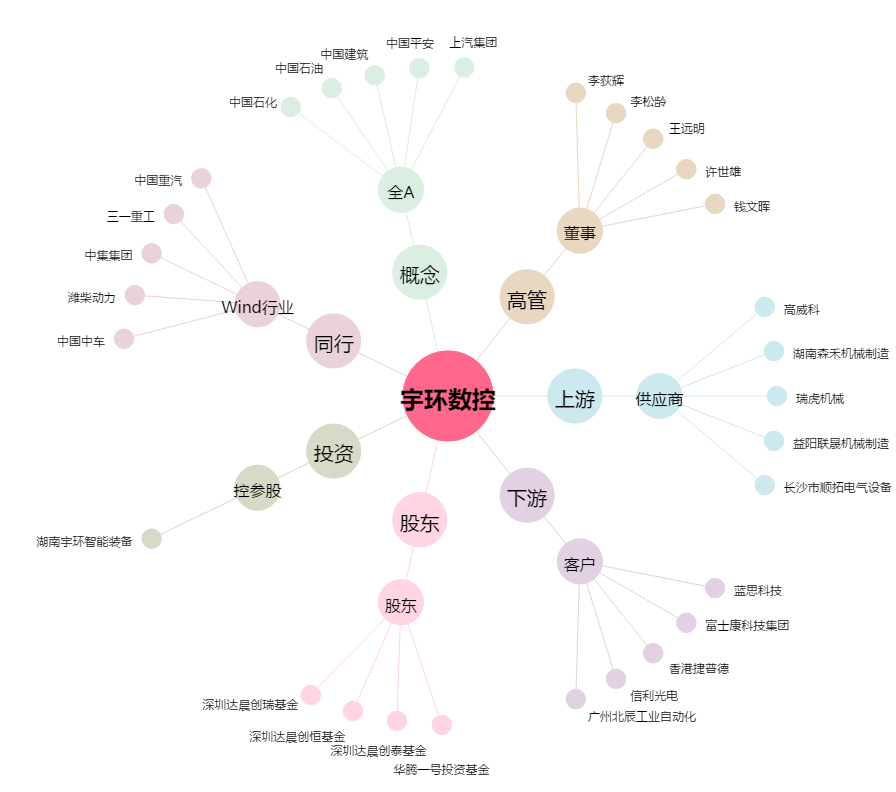 上汽集团
中国平安
中国建筑
中国石油
中国石化
全A
概念
李荻辉
李松龄
王远明
许世雄
钱文晖
董事
高管
中国重汽
三一重工
中集集团
潍柴动力
中国中车
Wind行业
同行
宇环数控
高威科
湖南森禾机械制造
瑞虎机械
益阳联晟机械制造
长沙市顺拓电气设备
供应商
上游
投资
控参股
湖南宇环智能装备
股东
股东
深圳达晨创瑞基金
深圳达晨创恒基金
深圳达晨创泰基金
华腾一号投资基金
下游
客户
蓝思科技
富士康科技集团
香港捷普德
信利光电
广州北辰工业自动化